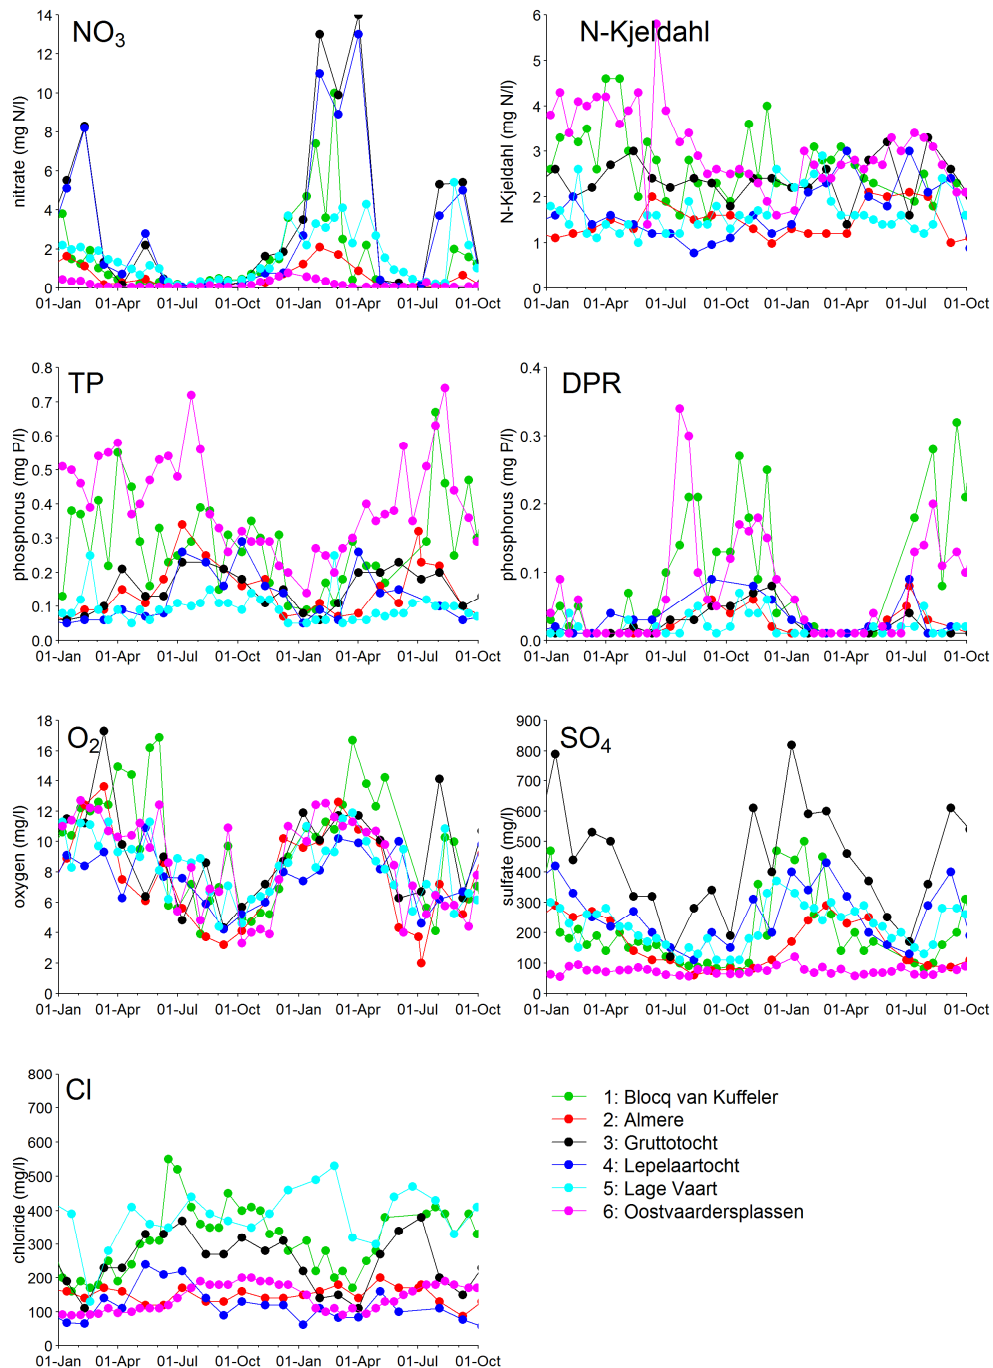 NO3
nitrate (mg N/l)
14
12
10
8
6
4
2
0
01-Jan 01-Apr 01-Jul 01-Oct 01-Jan 01-Apr 01-Jul 01-Oct
N-Kjeldahl
N-Kjeldahl (mg N/l)
6
5
4
3
2
1
0
01-Jan 01-Apr 01-Jul 01-Oct 01-Jan 01-Apr 01-Jul 01-Oct
TP
phosphorus (mg P/l)
0.8
0.7
0.6
0.5
0.4
0.3
0.2
0.1
0.0
01-Jan 01-Apr 01-Jul 01-Oct 01-Jan 01-Apr 01-Jul 01-Oct
DPR
phosphorus (mg P/l)
0.4
0.3
0.2
0.1
0.0
01-Jan 01-Apr 01-Jul 01-Oct 01-Jan 01-Apr 01-Jul 01-Oct
O2
oxygen (mg/l)
18
16
14
12
10
8
6
4
2
0
01-Jan 01-Apr 01-Jul 01-Oct 01-Jan 01-Apr 01-Jul 01-Oct
SO4
sulfate (mg/l)
900
800
700
600
500
400
300
200
100
0
01-Jan 01-Apr 01-Jul 01-Oct 01-Jan 01-Apr 01-Jul 01-Oct
Cl
chloride (mg/l)
800
700
600
500
400
300
200
100
0
01-Jan 01-Apr 01-Jul 01-Oct 01-Jan 01-Apr 01-Jul 01-Oct
1: Blocq van Kuffeler
2: Almere
3: Gruttotocht
4: Lepelaartocht
5: Lage Vaart
6: Oostvaardersplassen